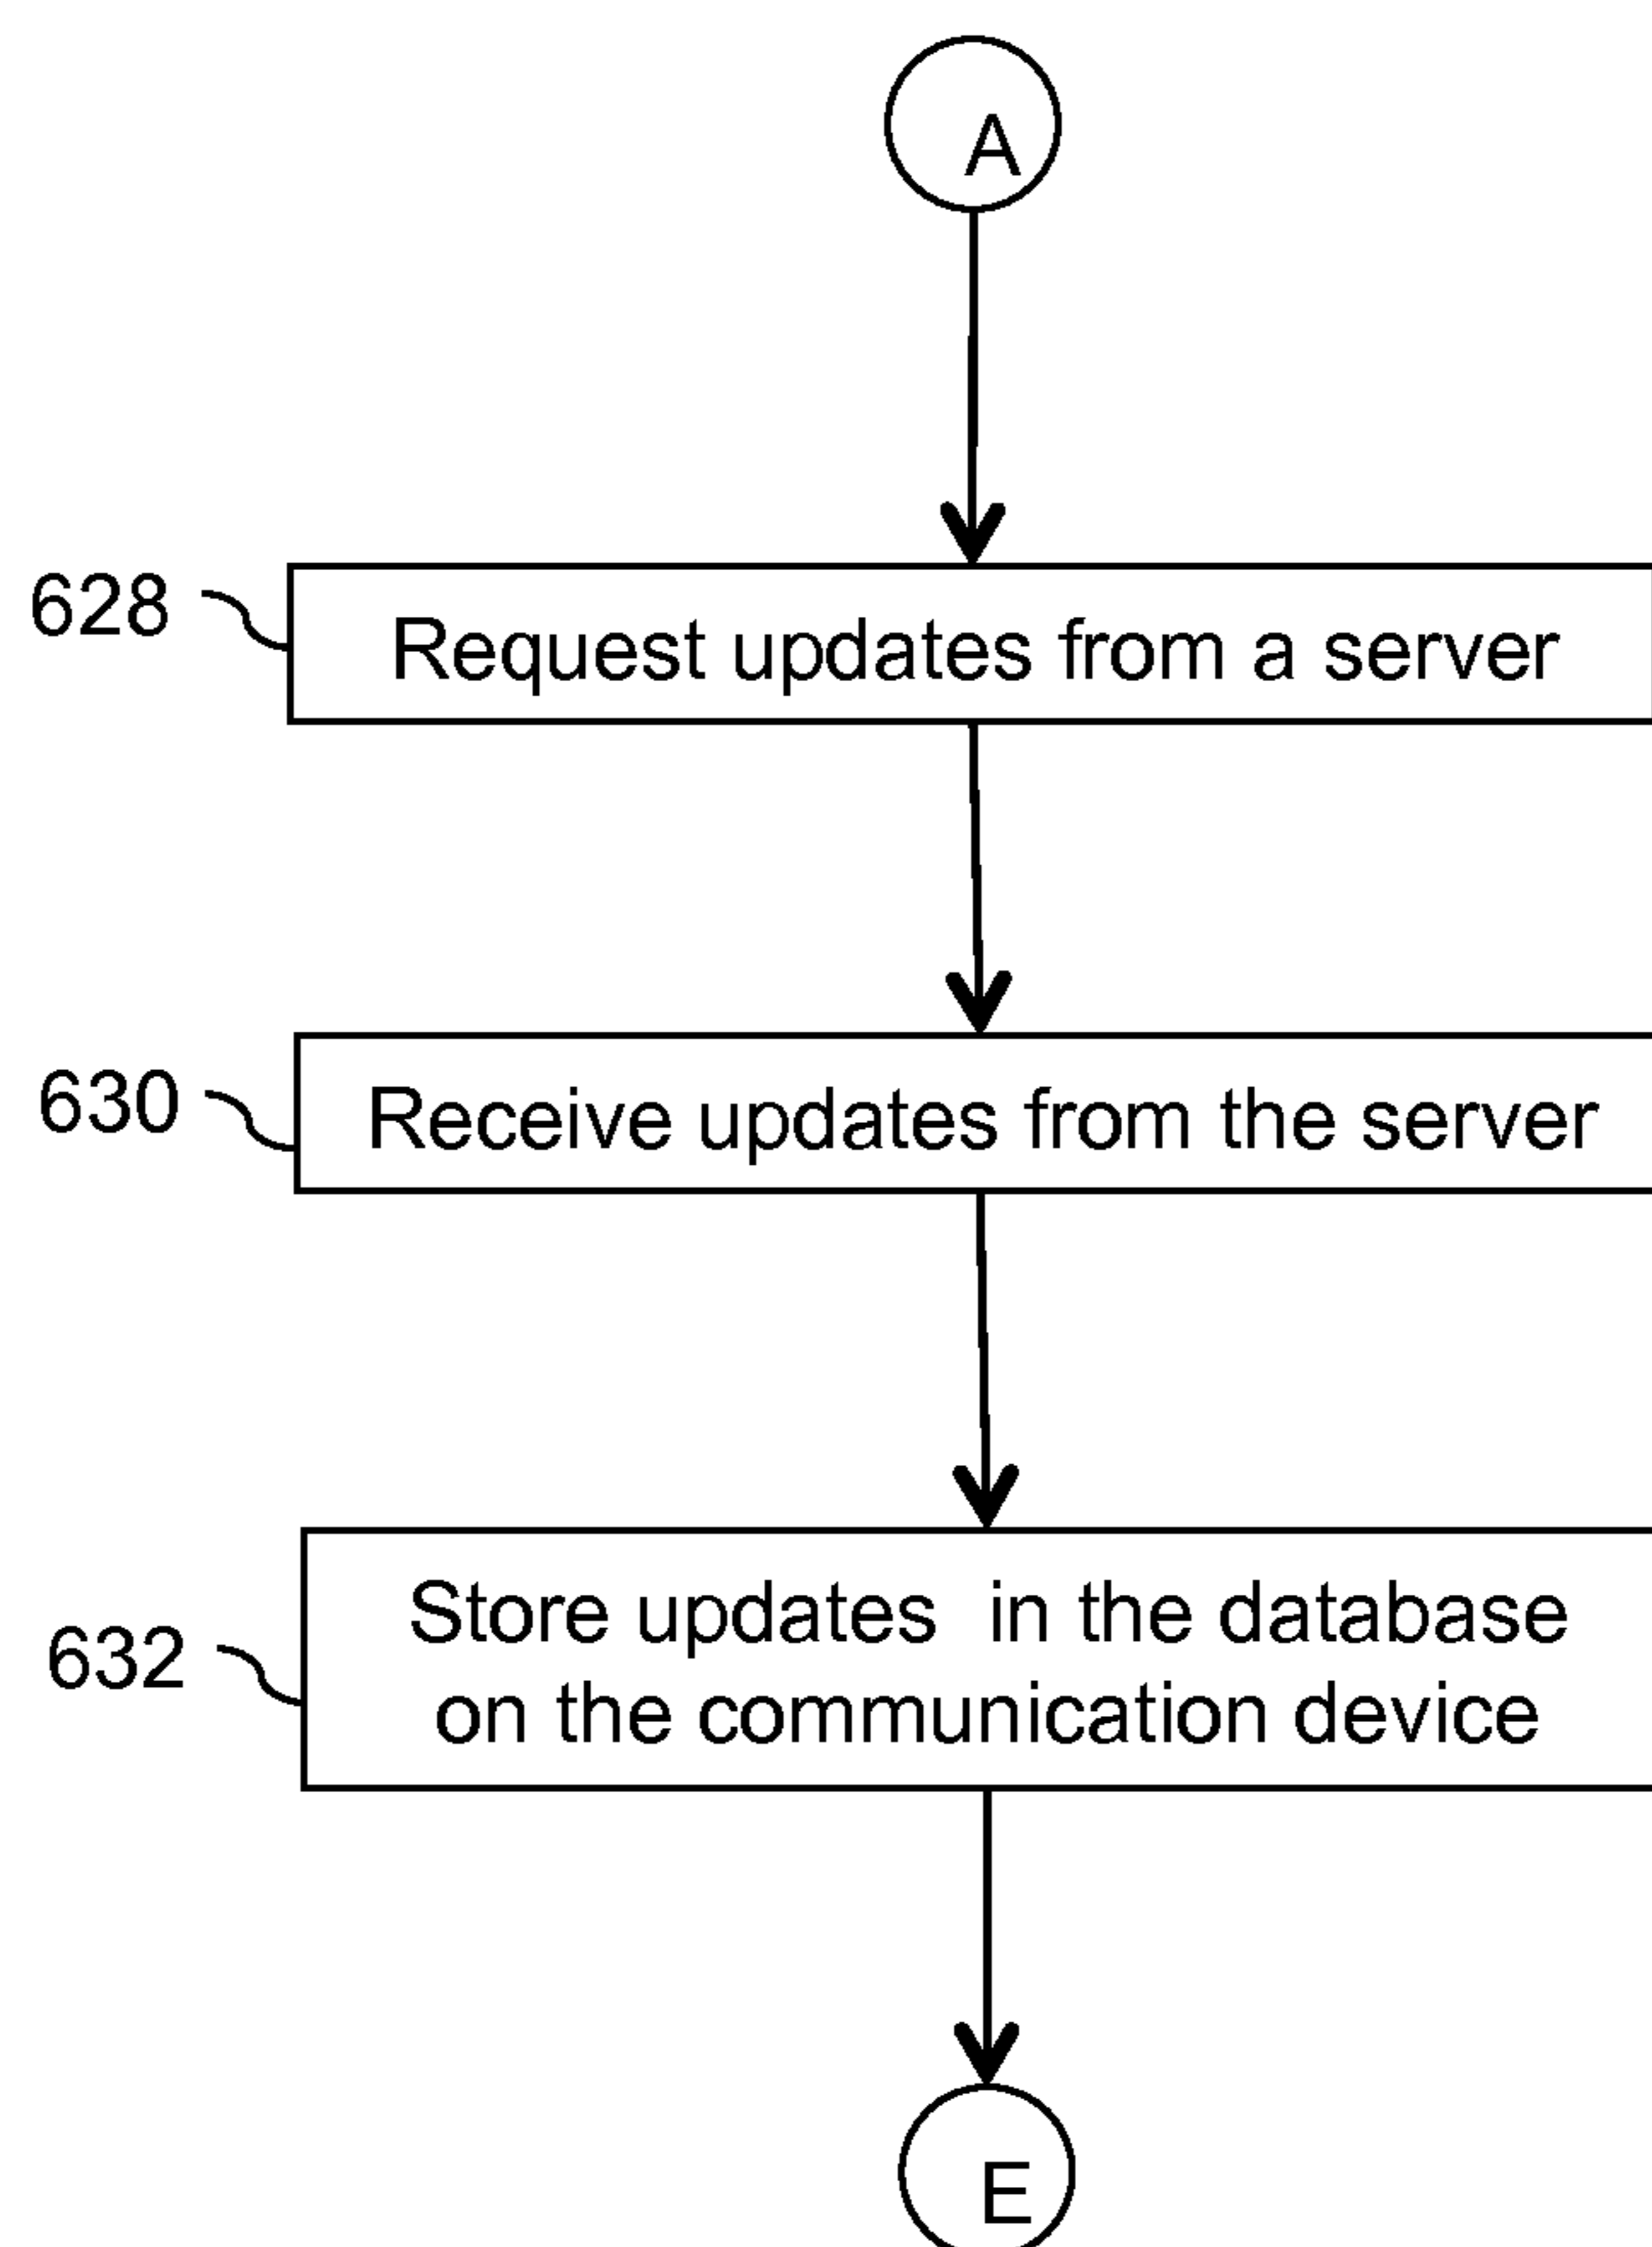 A
628
Request updates from a server
630
Receive updates from the server
632
Store updates in the database
on the communication device
E